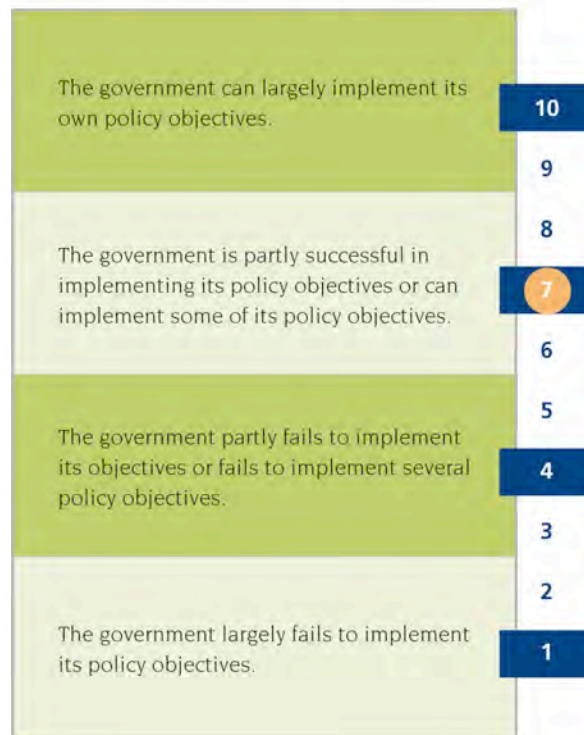 The government can largely implement its
own policy objectives.
10
9
8
The government is partly successful in
implementing its policy objectives or can
implement some of its policy objectives.
7
6
5
The government partly fails to implement
its objectives or fails to implement several
policy objectives.
4
3
2
The government largely fails to implement
its policy objectives.
1